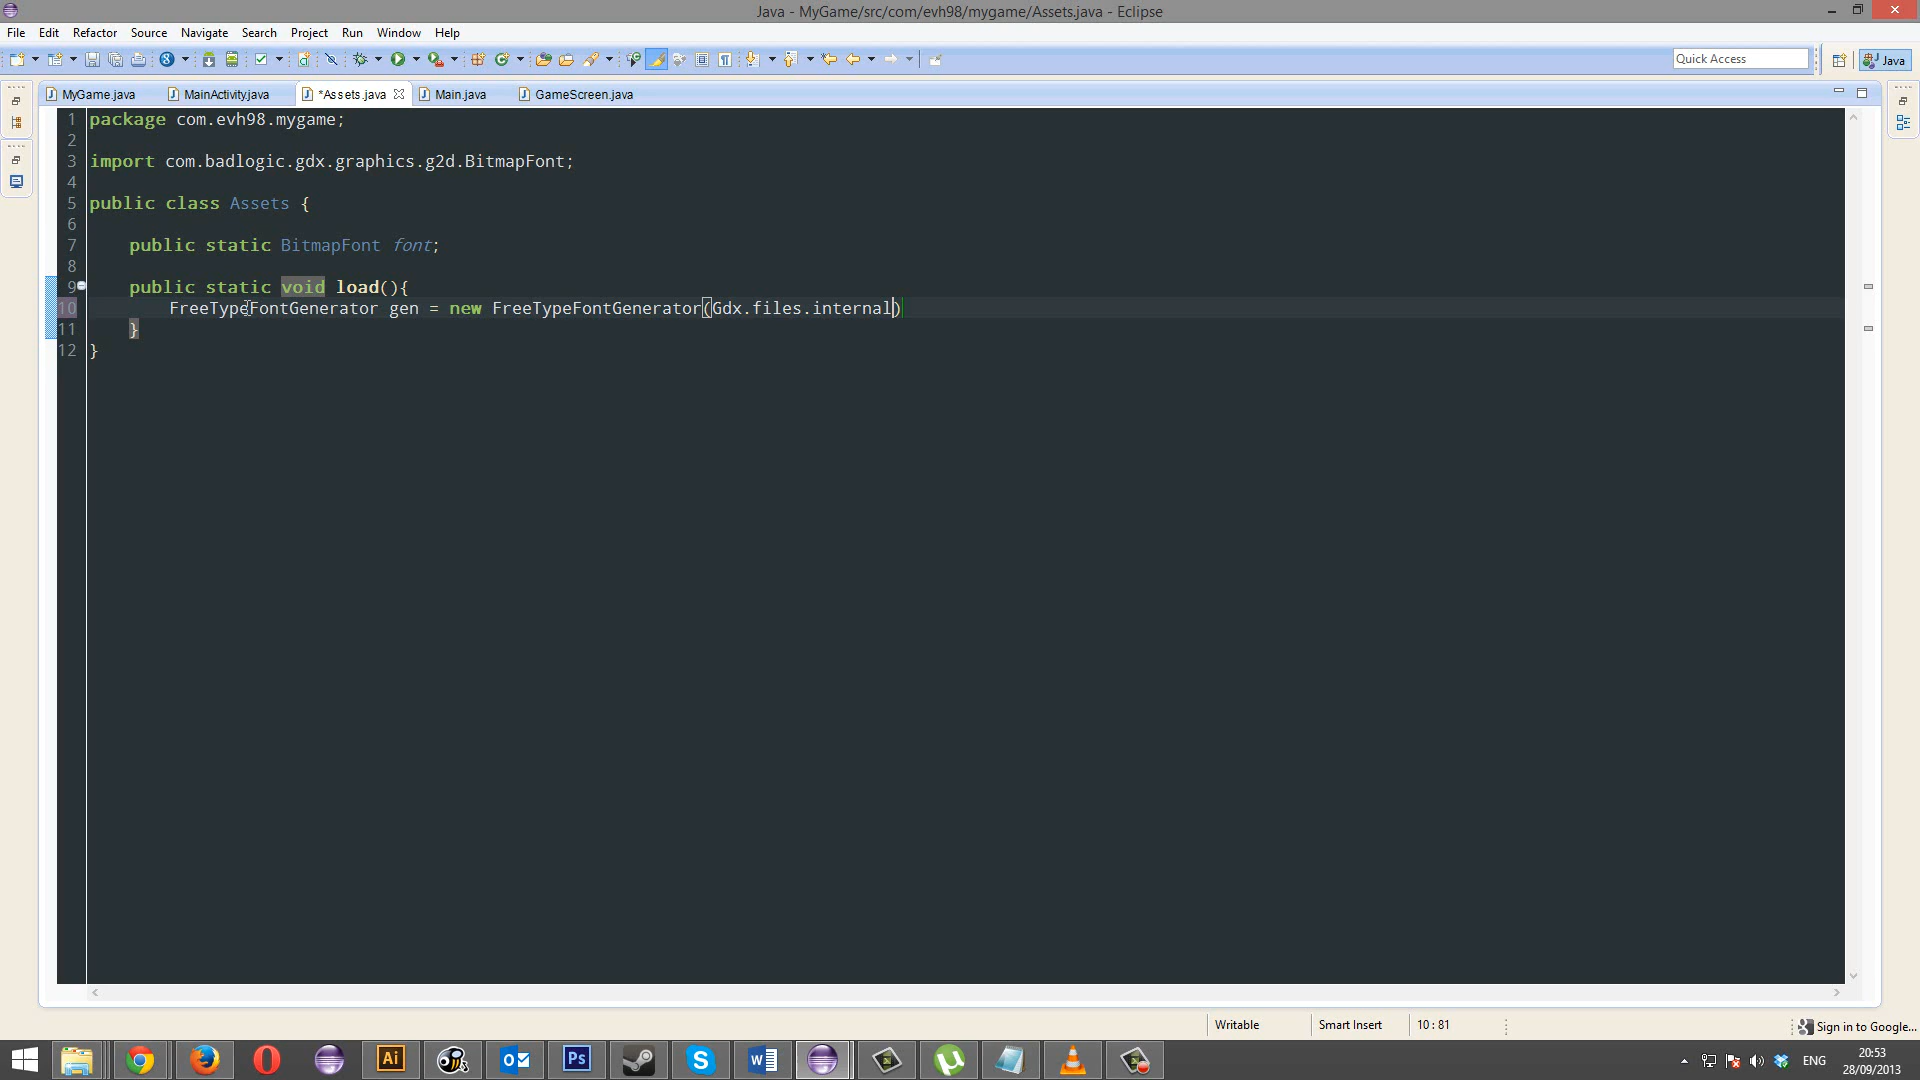 Java - MyGame/src/com/evh98/mygame/Assets.java - Eclipse
File Edit Refactor Source Navigate Search Project Run Window Help
Quick Access
Java
MyGame.java MainActivity.java *Assets.java Main.java GameScreen.java
1 package com.evh98.mygame;
2
3 import com.badlogic.gdx.graphics.g2d.BitmapFont;
4
5 public class Assets {
6
7 public static BitmapFont font;
8
9 public static void load(){
10 FreeTypeFontGenerator gen = new FreeTypeFontGenerator(Gdx.files.internal)
11 }
12 }
Writable Smart Insert 10 : 81
Sign in to Google...
Ai Ps
ENG
20:53
28/09/2013